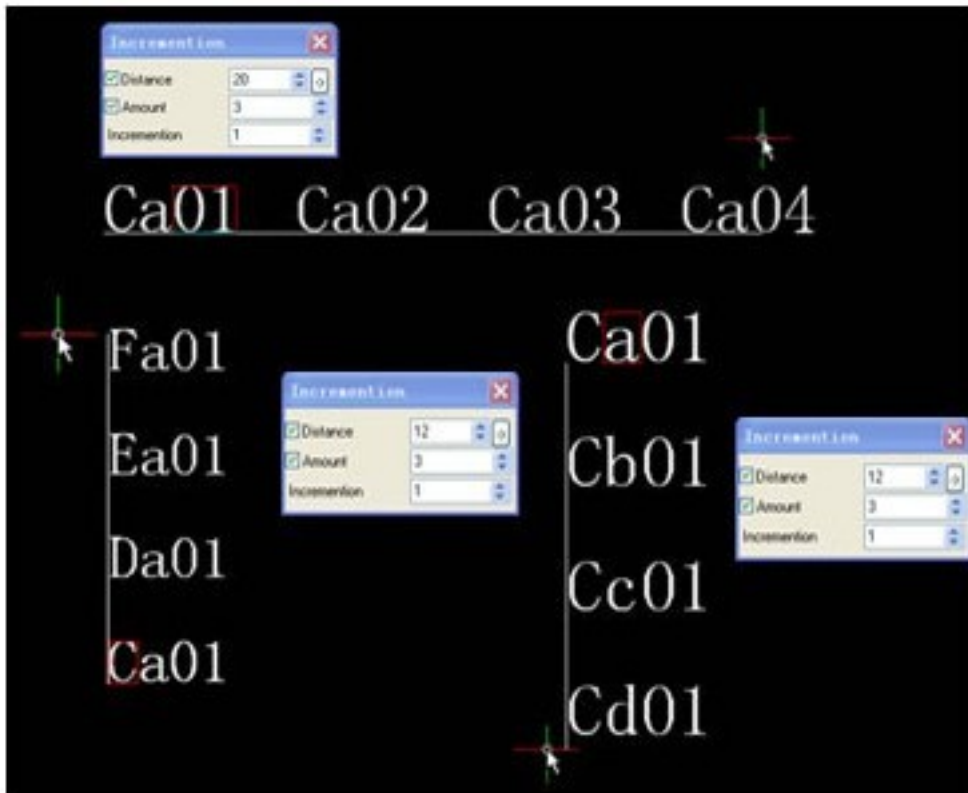 Incremention
Distance 20
Amount 3
Incremention 1
Ca01 Ca02 Ca03 Ca04
Fa01
Ea01
Da01
Ca01
Incremention
Distance 12
Amount 3
Incremention 1
Ca01
Cb01
Cc01
Cd01
Incremention
Distance 12
Amount 3
Incremention 1